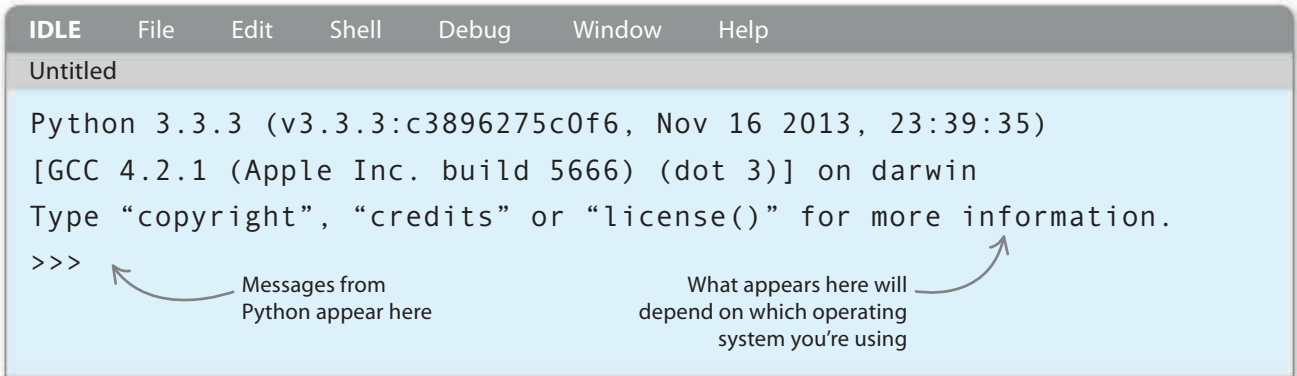 IDLE File Edit Shell Debug Window Help
Untitled
Python 3.3.3 (v3.3.3:c3896275c0f6, Nov 16 2013, 23:39:35)
[GCC 4.2.1 (Apple Inc. build 5666) (dot 3)] on darwin
Type “copyright”, “credits” or “license()” for more information.
>>>
Messages from
Python appear here
What appears here will
depend on which operating
system you’re using